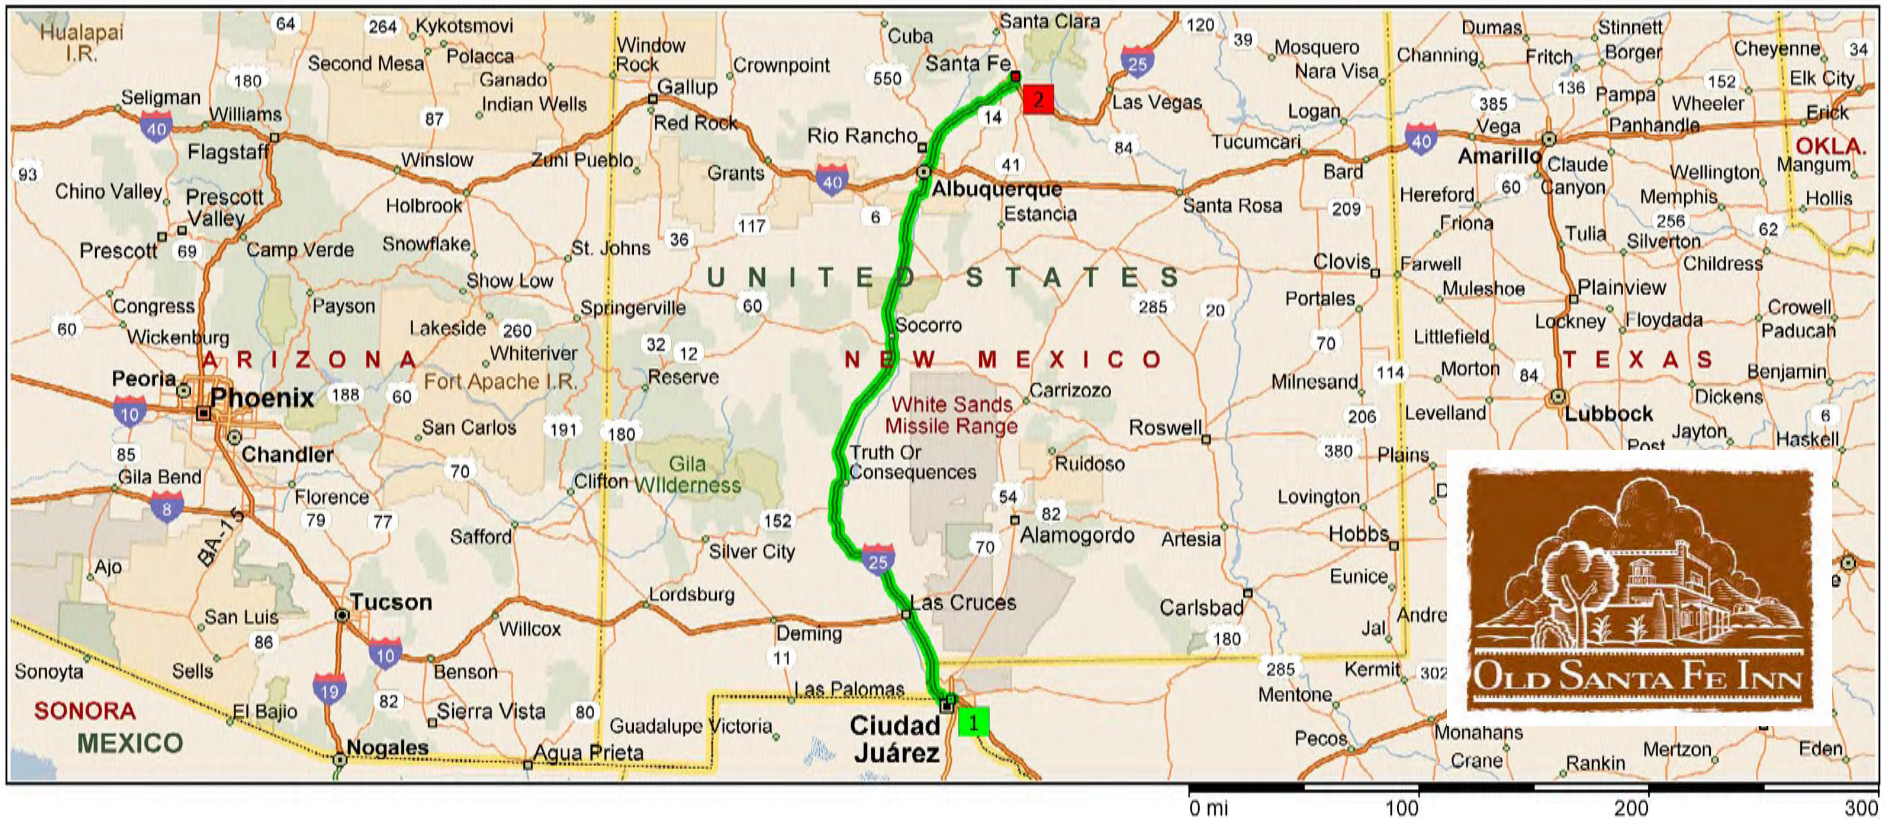 Hualapai
I.R.
64
264
Kykotsmovi
Polacca
Second Mesa
Ganado
Indian Wells
180
87
Seligman
Williams
40
Flagstaff
Winslow
Zuni Pueblo
Window
Rock
Gallup
Red Rock
Crownpoint
Cuba
550
Santa Clara
Santa Fe
2
14
25
Las Vegas
120
39
Mosquero
Nara Visa
Logan
Tucumcari
84
Rio Rancho
41
Grants
40
Albuquerque
6
117
36
Estancia
Santa Rosa
Bard
209
40
Channing
Dumas
Stinnett
Fritch
Borger
136
385
Pampa
152
Wheeler
Cheyenne
34
Elk City
Erick
Vega
Panhandle
Amarillo
Claude
Canyon
60
OKLA.
Mangum
Wellington
Memphis
Hollis
256
62
Hereford
Friona
Tulia
Silverton
Childress
93
Chino Valley
Prescott
Valley
Prescott
69
Camp Verde
Holbrook
Snowflake
St. Johns
Show Low
Congress
Payson
60
Wickenburg
Lakeside
260
Springerville
Whiteriver
ARIZONA
Fort Apache I.R.
UNITED STATES
60
285
20
Clovis
Farwell
Portales
Muleshoe
Plainview
Lockney
Floydada
Crowell
Paducah
Socorro
32
12
Reserve
NEW MEXICO
70
Littlefield
Morton
84
TEXAS
Benjamin
Dickens
Peoria
Phoenix
10
188
60
Chandler
85
Gila Bend
8
San Carlos
191
180
70
Florence
79
77
Clifton
Gila
Wilderness
White Sands
Missile Range
Carrizozo
Truth Or
Consequences
Ruidoso
Roswell
Milnesand
114
206
Levelland
Lubbock
6
380
Plains
Post
Jayton
Haskell
Lovington
D
Hobbs
54
82
Alamogordo
70
Artesia
152
Safford
Silver City
25
BA-15
Ajo
San Luis
86
Tucson
10
Willcox
Lordsburg
Deming
11
Las Cruces
Carlsbad
180
Eunice
Jal
Andre
e
Sonoyta
Sells
19
Benson
82
Sierra Vista
80
El Bajio
SONORA
MEXICO
Nogales
Agua Prieta
Guadalupe Victoria
Las Palomas
Ciudad
Juárez
1
285
Kermit
302
Mentone
Pecos
Monahans
Crane
Rankin
Mertzon
Eden
OLD SANTA FE INN
0 mi
100
200
300